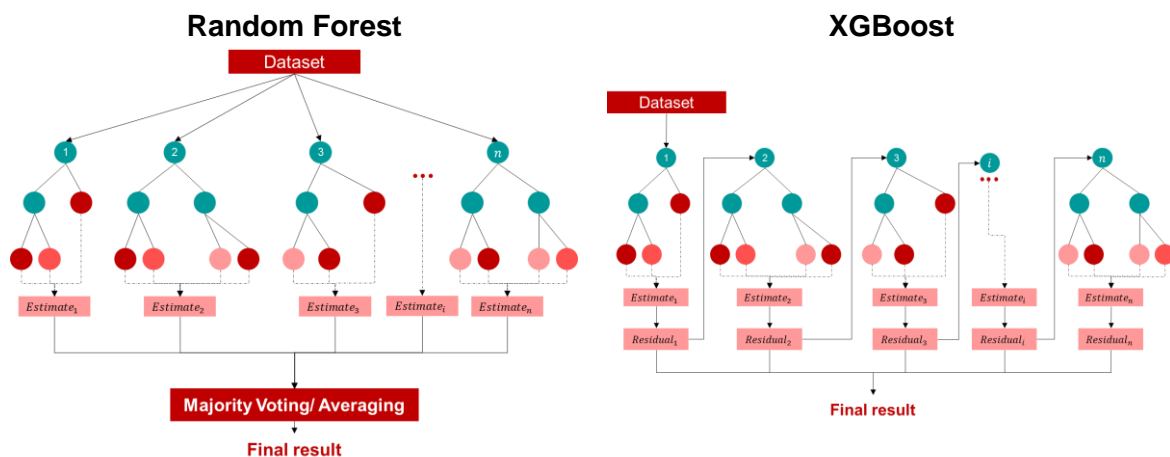 Random Forest
Dataset
1
2
3
n
Estimate₁
Estimate₂
Estimate₃
Estimateᵢ
Estimateₙ
Majority Voting/ Averaging
Final result
XGBoost
Dataset
1
2
3
i
n
Estimate₁
Estimate₂
Estimate₃
Estimateᵢ
Estimateₙ
Residual₁
Residual₂
Residual₃
Residualᵢ
Residualₙ
Final result